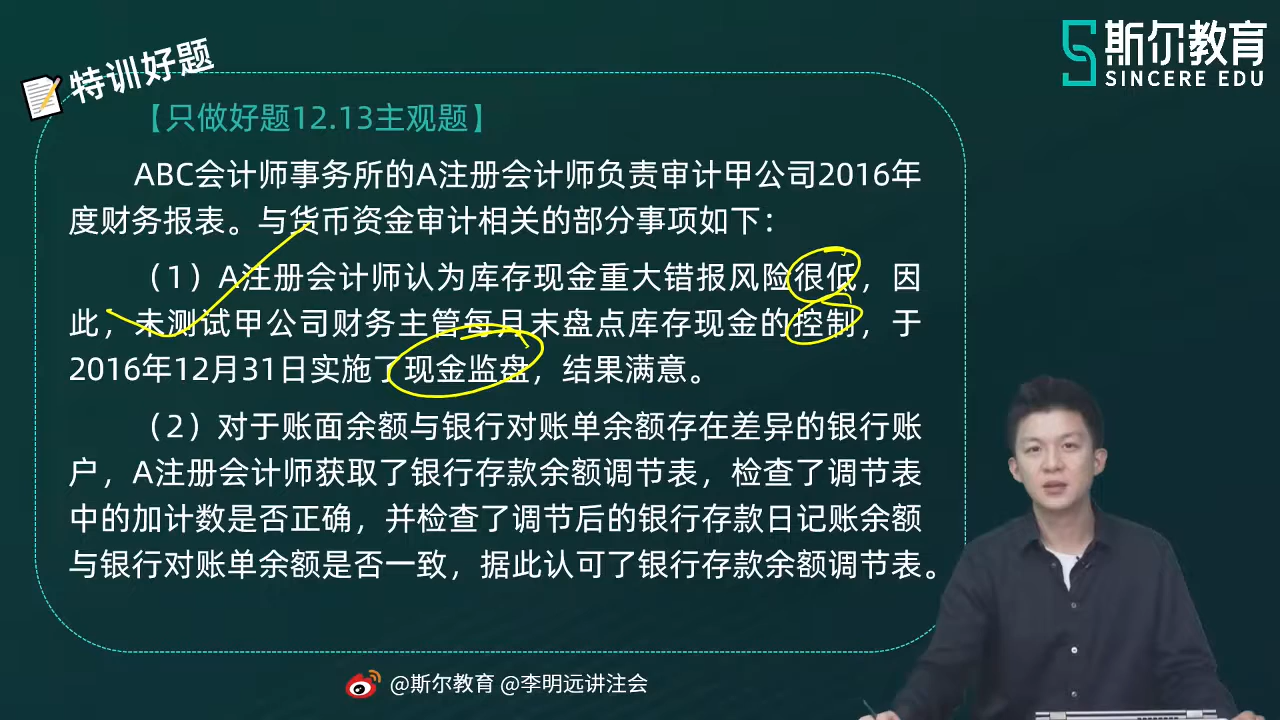 特训好题
斯尔教育
SINCERE EDU
【只做好题12.13主观题】
ABC会计师事务所的A注册会计师负责审计甲公司2016年
度财务报表。与货币资金审计相关的部分事项如下：
（1）A注册会计师认为库存现金重大错报风险很低，因
此，未测试甲公司财务主管每月末盘点库存现金的控制，于
2016年12月31日实施了现金监盘，结果满意。
（2）对于账面余额与银行对账单余额存在差异的银行账
户，A注册会计师获取了银行存款余额调节表，检查了调节表
中的加计数是否正确，并检查了调节后的银行存款日记账余额
与银行对账单余额是否一致，据此认可了银行存款余额调节表。
@斯尔教育 @李明远讲注会